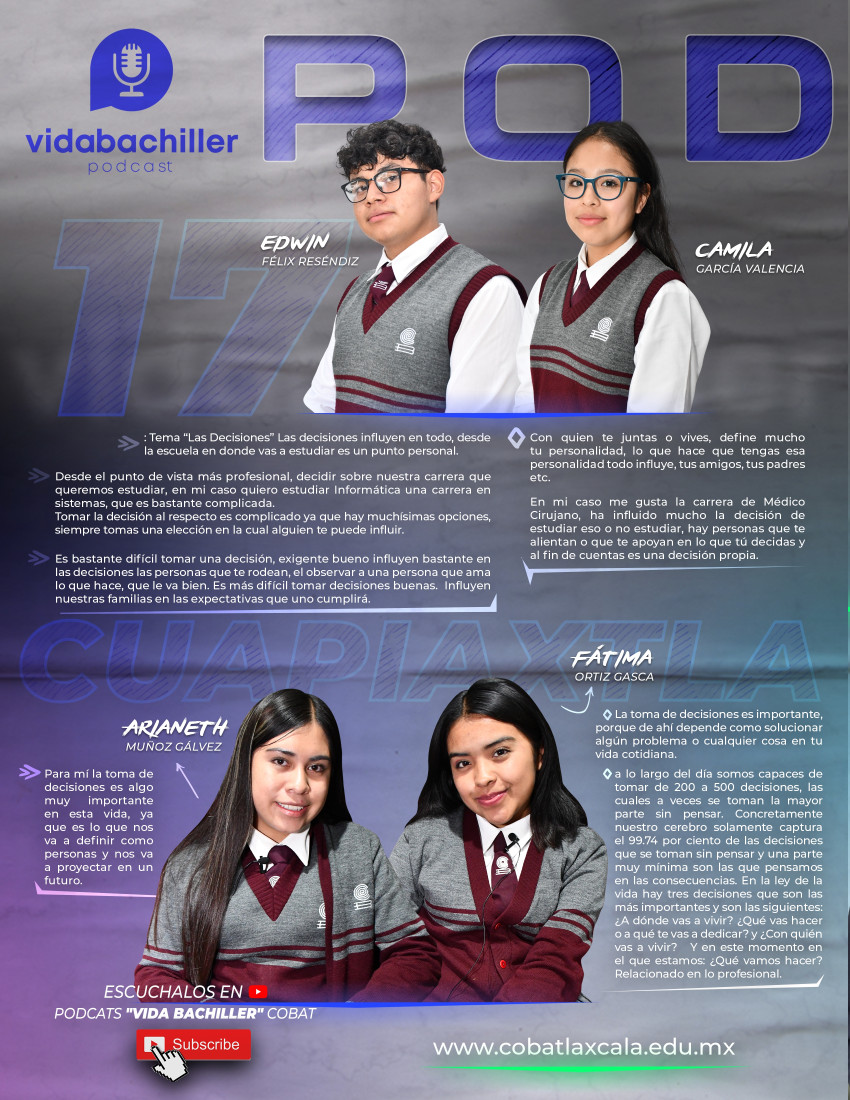 vidabachiller
podcast
POD
17
EDWIN
FÉLIX RESÉNDIZ
CAMILA
GARCÍA VALENCIA
: Tema “Las Decisiones” Las decisiones influyen en todo, desde
la escuela en donde vas a estudiar es un punto personal.
Desde el punto de vista más profesional, decidir sobre nuestra carrera que
queremos estudiar, en mi caso quiero estudiar Informática una carrera en
sistemas, que es bastante complicada.
Tomar la decisión al respecto es complicado ya que hay muchísimas opciones,
siempre tomas una elección en la cual alguien te puede influir.
Es bastante difícil tomar una decisión, exigente bueno influyen bastante en
las decisiones las personas que te rodean, el observar a una persona que ama
lo que hace, que le va bien. Es más difícil tomar decisiones buenas. Influyen
nuestras familias en las expectativas que uno cumplirá.
Con quien te juntas o vives, define mucho
tu personalidad, lo que hace que tengas esa
personalidad todo influye, tus amigos, tus padres
etc.
En mi caso me gusta la carrera de Médico
Cirujano, ha influido mucho la decisión de
estudiar eso o no estudiar, hay personas que te
alientan o que te apoyan en lo que tú decidas y
al fin de cuentas es una decisión propia.
CUAPIAXTLA
ARIANETH
MUÑOZ GÁLVEZ
Para mí la toma de
decisiones es algo
muy importante
en esta vida, ya
que es lo que nos
va a definir como
personas y nos va
a proyectar en un
futuro.
FÁTIMA
ORTIZ GASCA
La toma de decisiones es importante,
porque de ahí depende como solucionar
algún problema o cualquier cosa en tu
vida cotidiana.
a lo largo del día somos capaces de
tomar de 200 a 500 decisiones, las
cuales a veces se toman la mayor
parte sin pensar. Concretamente
nuestro cerebro solamente captura
el 99.74 por ciento de las decisiones
que se toman sin pensar y una parte
muy mínima son las que pensamos
en las consecuencias. En la ley de la
vida hay tres decisiones que son las
más importantes y son las siguientes:
¿A dónde vas a vivir? ¿Qué vas hacer
o a qué te vas a dedicar? y ¿Con quién
vas a vivir? Y en este momento en
el que estamos: ¿Qué vamos hacer?
Relacionado en lo profesional.
ESCUCHALOS EN
PODCATS "VIDA BACHILLER" COBAT
Subscribe
www.cobatlaxcala.edu.mx